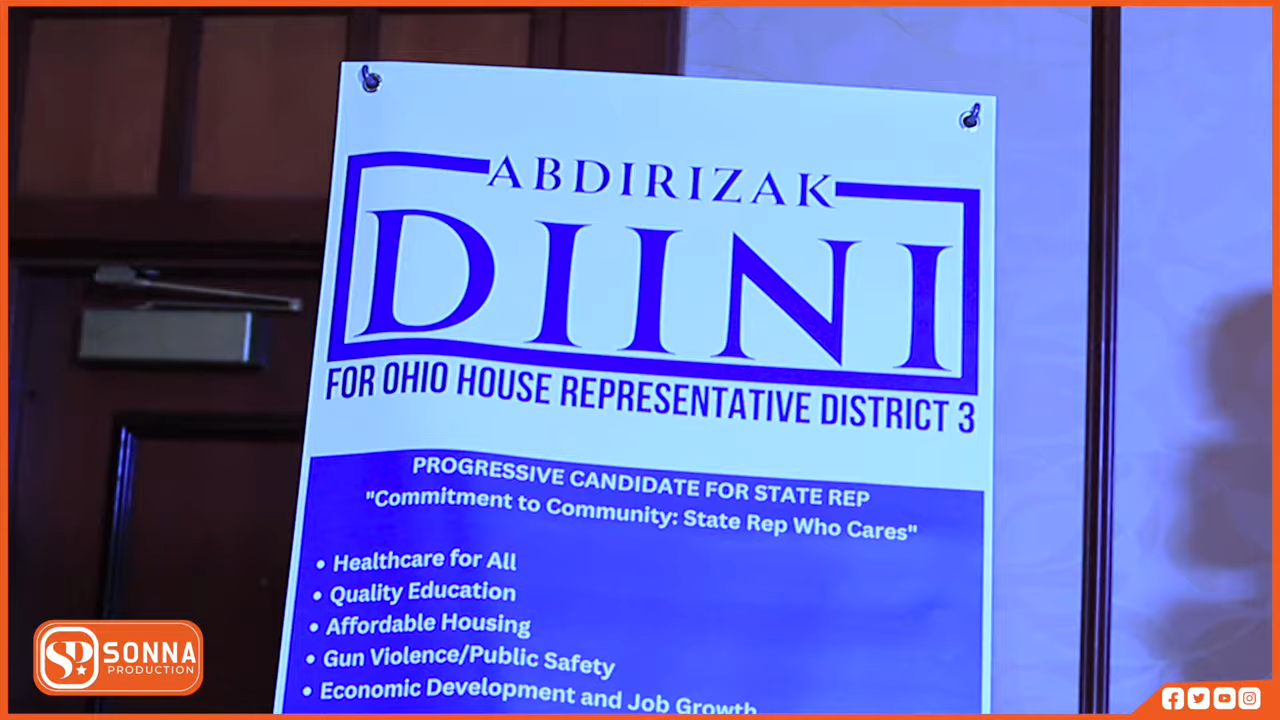 ABDIRIZAK
DIINI
FOR OHIO HOUSE REPRESENTATIVE DISTRICT 3
PROGRESSIVE CANDIDATE FOR STATE REP
"Commitment to Community: State Rep Who Cares"
• Healthcare for All
• Quality Education
• Affordable Housing
• Gun Violence/Public Safety
• Economic Development and Job Growth
SP SONNA
PRODUCTION